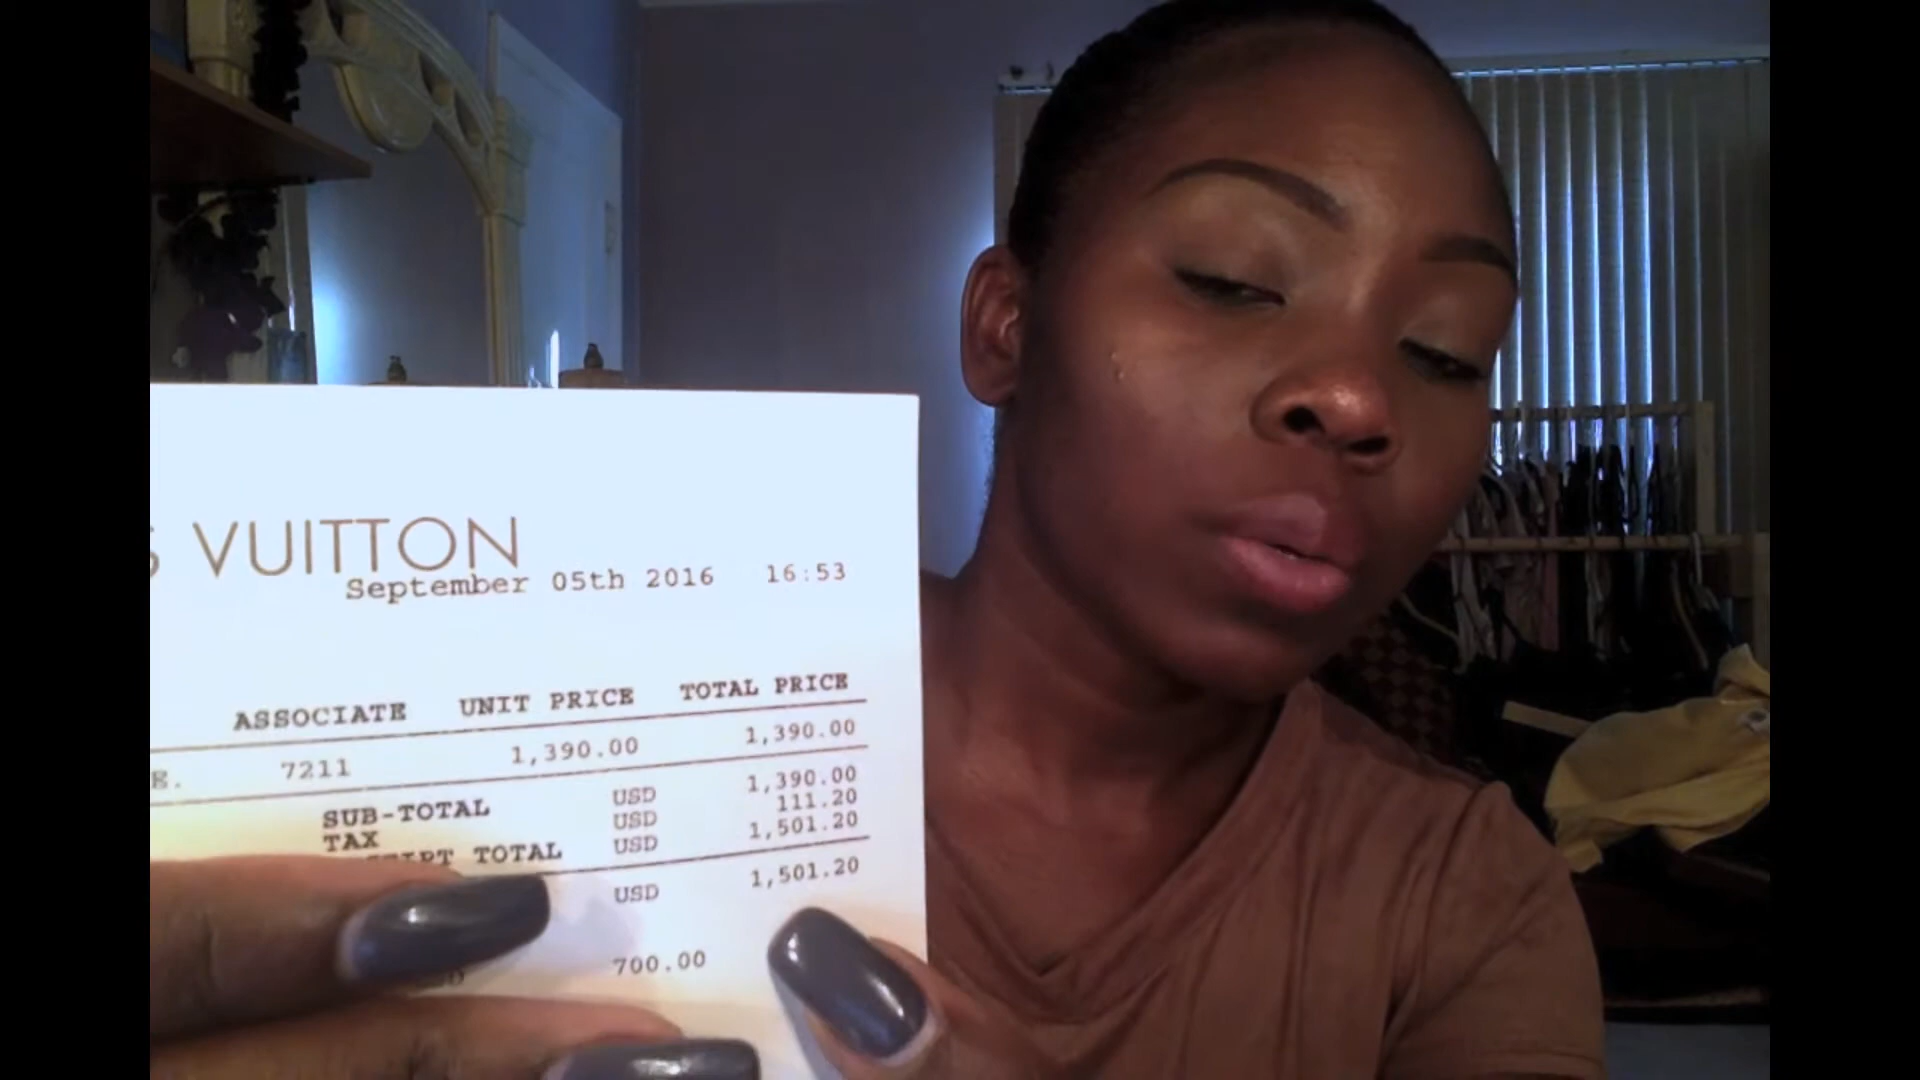 VUITTON
September 05th 2016 16:53
ASSOCIATE UNIT PRICE TOTAL PRICE
E. 7211 1,390.00 1,390.00
SUB-TOTAL USD 1,390.00
TAX USD 111.20
TOTAL USD 1,501.20
USD 1,501.20
700.00